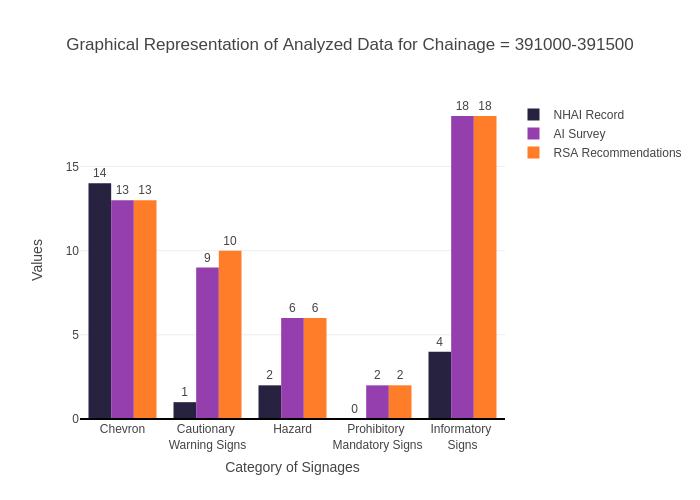 Graphical Representation of Analyzed Data for Chainage = 391000-391500
NHAI Record
AI Survey
RSA Recommendations
Values
15
10
5
0
14
13
13
1
9
10
2
6
6
0
2
2
4
18
18
Chevron
Cautionary
Warning Signs
Hazard
Prohibitory
Mandatory Signs
Informatory
Signs
Category of Signages